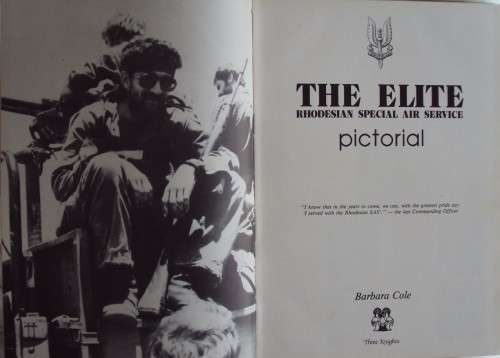 THE ELITE
RHODESIAN SPECIAL AIR SERVICE
pictorial
"I know that in the years to come, we can, with the greatest pride say
'I served with the Rhodesian SAS'." — the last Commanding Officer
Barbara Cole
Three Knights